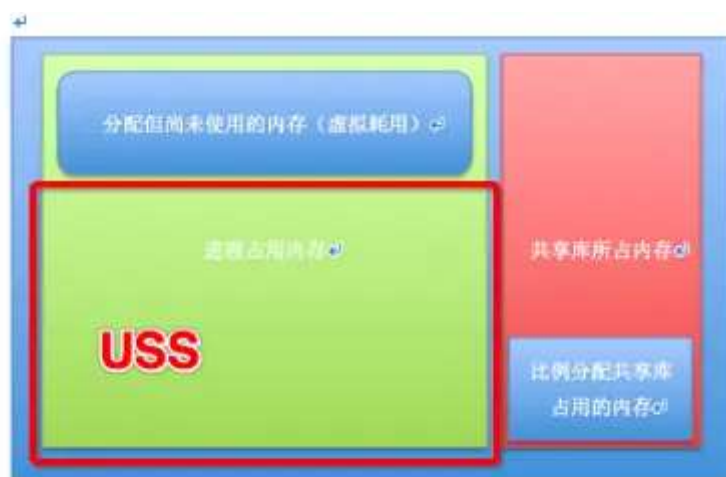 分配但尚未使用的内存（虚拟耗用）
进程占用内存
共享库所占内存
USS
比例分配共享库
占用的内存